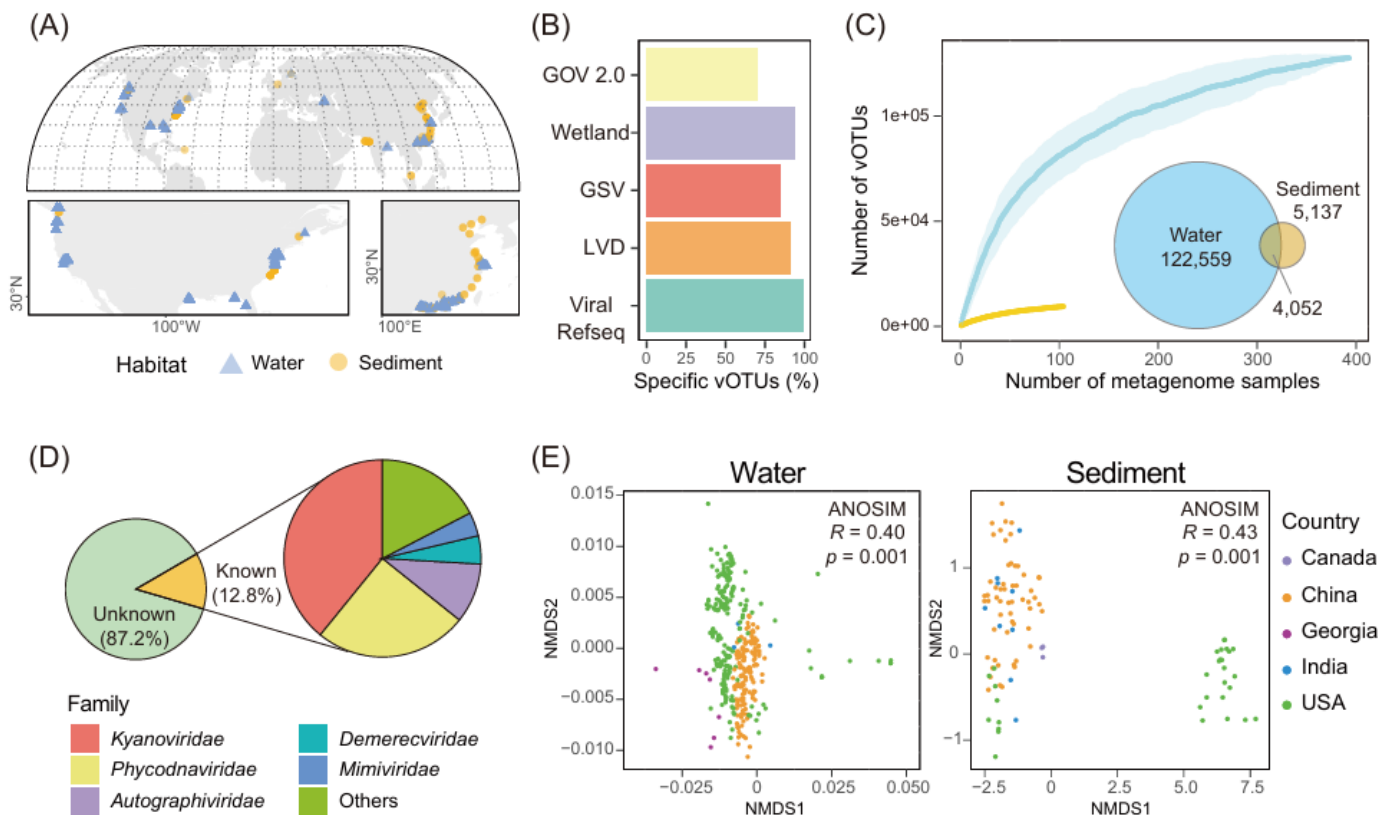 (A)
30°N
100°W
30°N
100°E
Habitat
Water
Sediment
(B)
GOV 2.0
Wetland
GSV
LVD
Viral
Refseq
0
25
50
75
100
Specific vOTUs (%)
(C)
Number of vOTUs
1e+05
5e+04
0e+00
Water
122,559
Sediment
5,137
4,052
0
100
200
300
400
Number of metagenome samples
(D)
Unknown
(87.2%)
Known
(12.8%)
Family
Kyanoviridae
Phycodnaviridae
Autographiviridae
Demerecviridae
Mimiviridae
Others
(E)
Water
ANOSIM
R = 0.40
p = 0.001
NMDS2
0.015
0.010
0.005
0.000
−0.005
−0.010
−0.025
0
0.025
0.050
NMDS1
Sediment
ANOSIM
R = 0.43
p = 0.001
NMDS2
1
0
−1
−2.5
0.0
2.5
5.0
7.5
NMDS1
Country
Canada
China
Georgia
India
USA